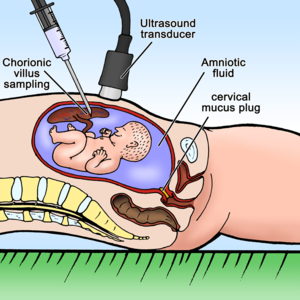 Ultrasound
transducer
Chorionic
villus
sampling
Amniotic
fluid
cervical
mucus plug